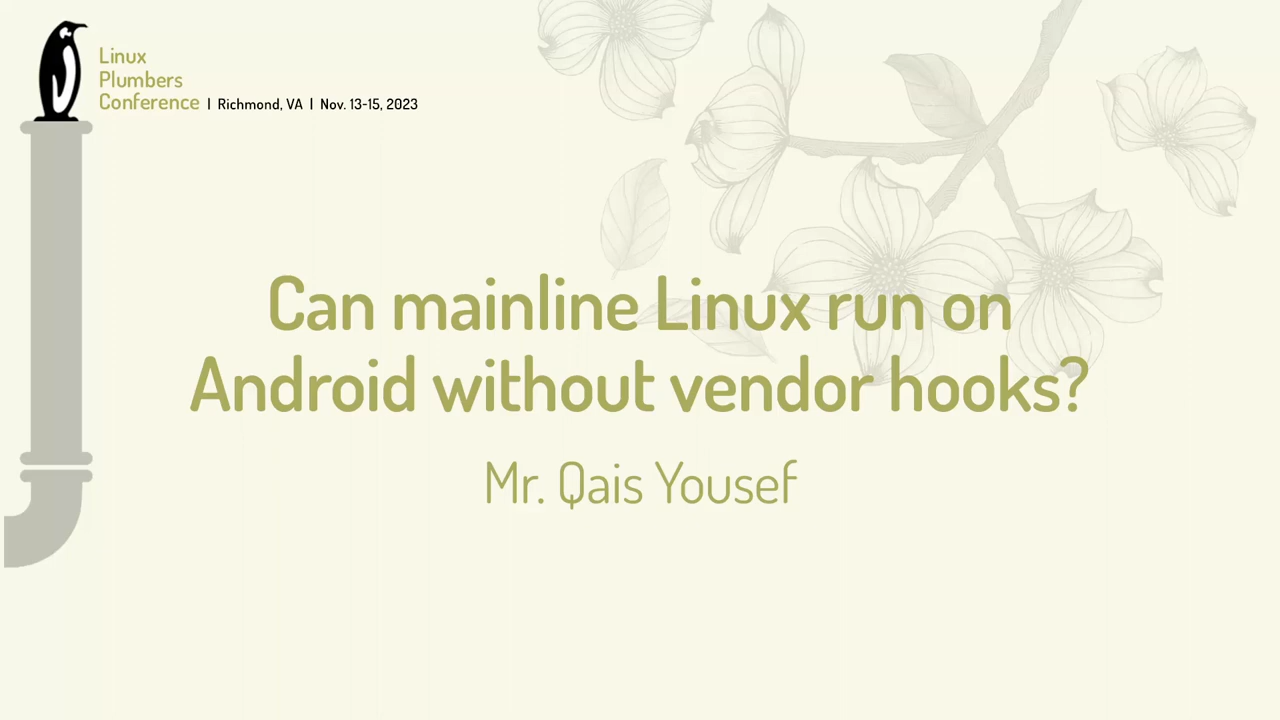 Linux
Plumbers
Conference | Richmond, VA | Nov. 13-15, 2023
Can mainline Linux run on
Android without vendor hooks?
Mr. Qais Yousef